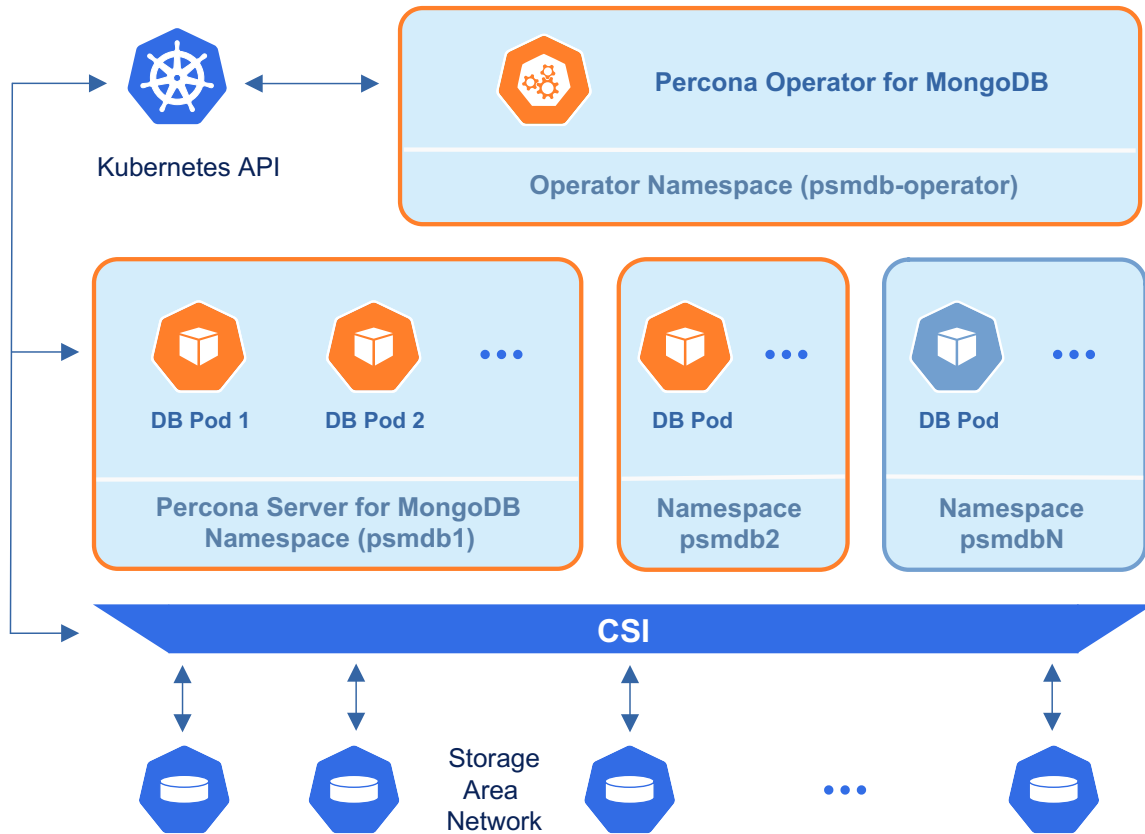 Percona Operator for MongoDB
Kubernetes API
Operator Namespace (psmdb-operator)
DB Pod 1
DB Pod 2
DB Pod
DB Pod
Percona Server for MongoDB
Namespace (psmdb1)
Namespace
psmdb2
Namespace
psmdbN
CSI
Storage
Area
Network